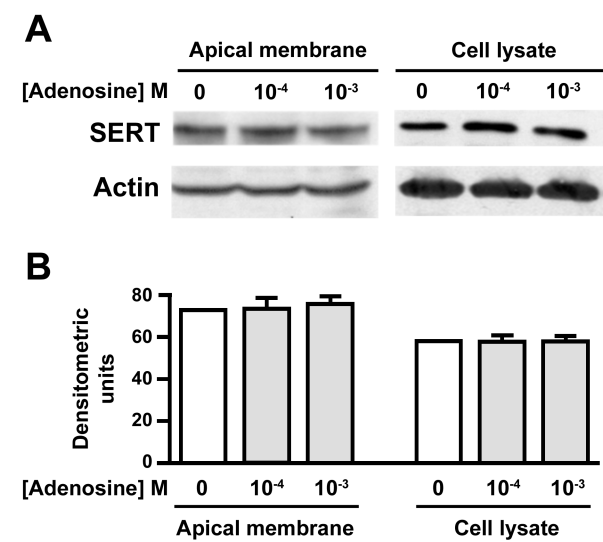 A
Apical membrane Cell lysate
[Adenosine] M 0 10⁻⁴ 10⁻³ 0 10⁻⁴ 10⁻³
SERT
Actin
B
Densitometric
units
80
60
40
20
0
[Adenosine] M 0 10⁻⁴ 10⁻³ 0 10⁻⁴ 10⁻³
Apical membrane Cell lysate